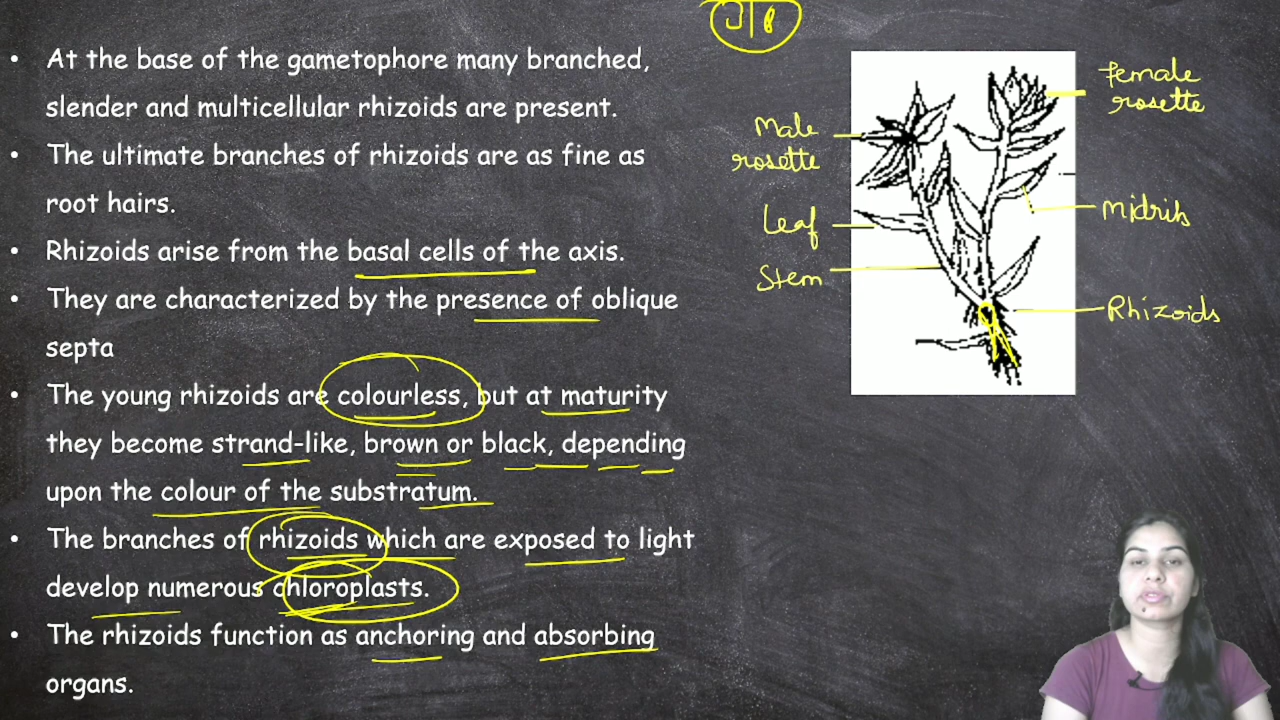 • At the base of the gametophore many branched,
slender and multicellular rhizoids are present.
• The ultimate branches of rhizoids are as fine as
root hairs.
• Rhizoids arise from the basal cells of the axis.
• They are characterized by the presence of oblique
septa
• The young rhizoids are colourless, but at maturity
they become strand-like, brown or black, depending
upon the colour of the substratum.
• The branches of rhizoids which are exposed to light
develop numerous chloroplasts.
• The rhizoids function as anchoring and absorbing
organs.
Female
rosette
Male
rosette
Leaf
Midrib
Stem
Rhizoids